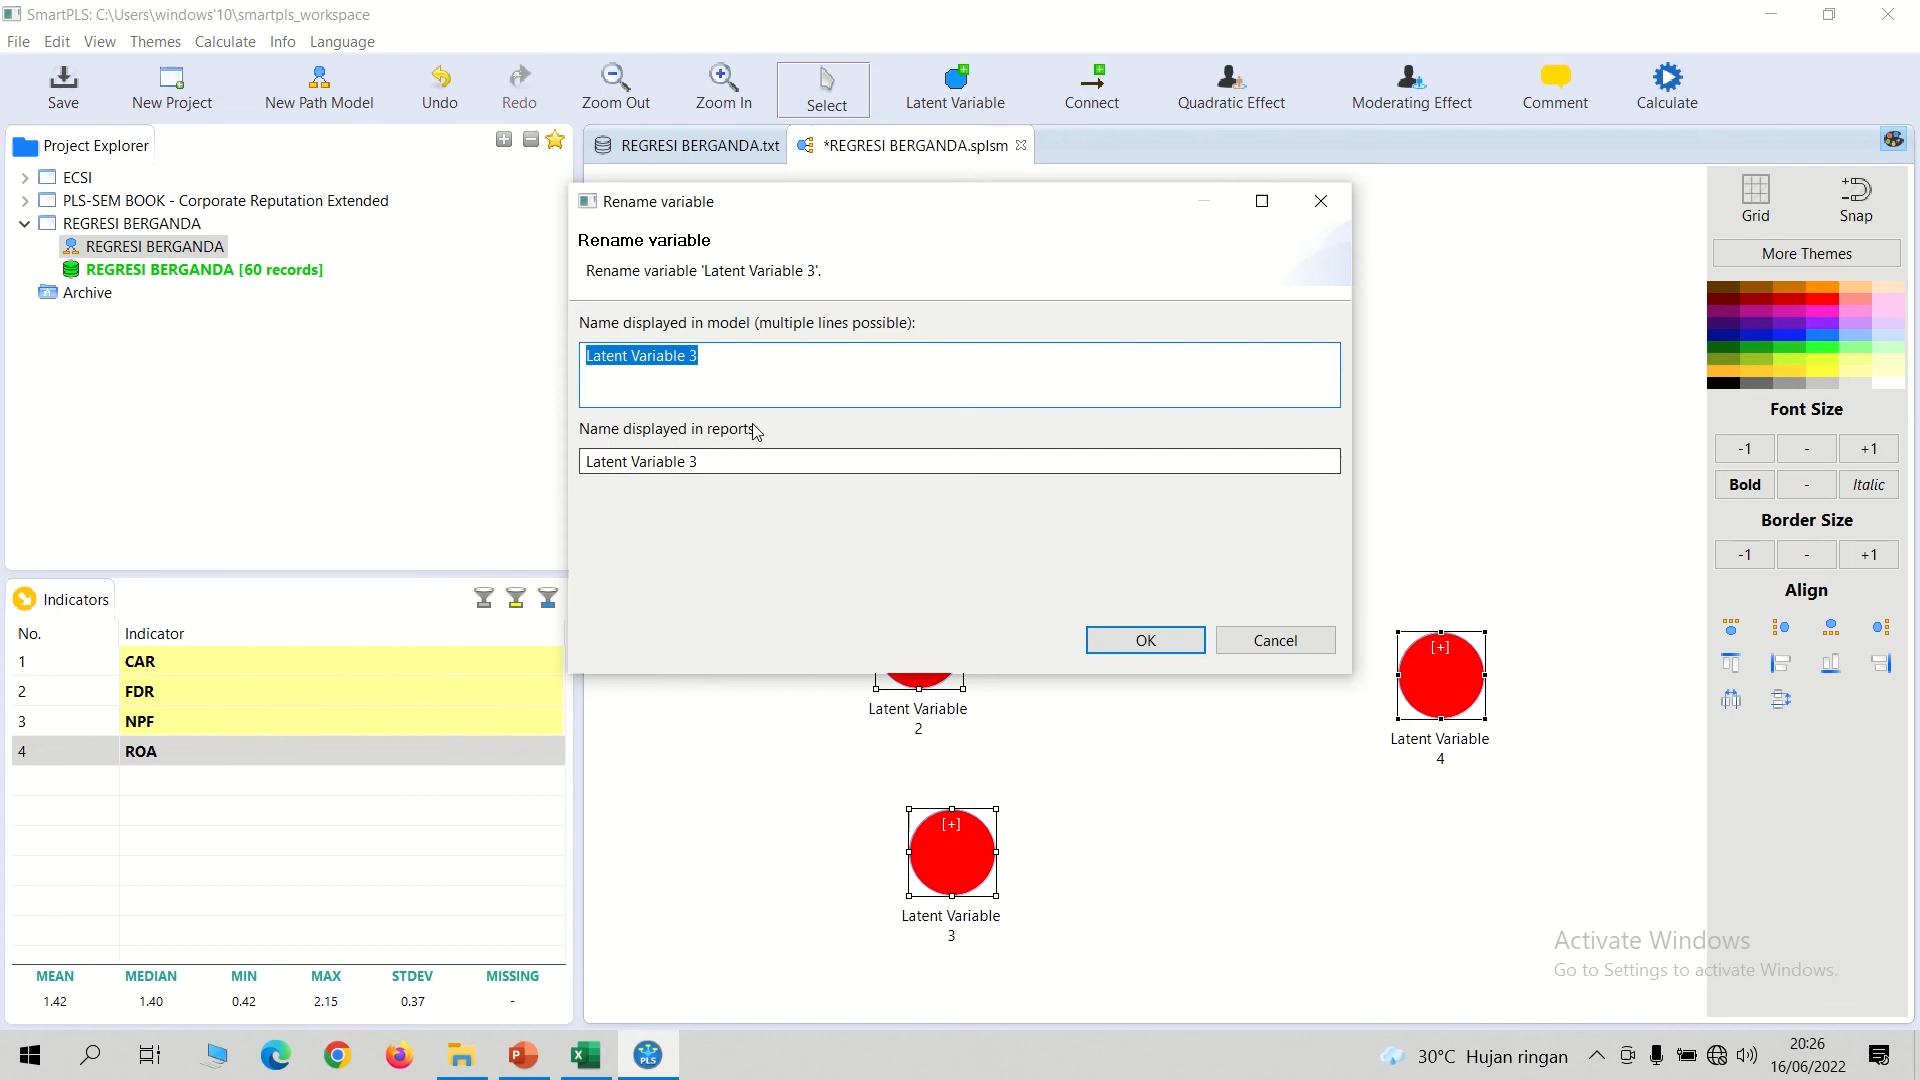 SmartPLS: C:\Users\windows'10\smartpls_workspace
File Edit View Themes Calculate Info Language
Save New Project New Path Model Undo Redo Zoom Out Zoom In Select Latent Variable Connect Quadratic Effect Moderating Effect Comment Calculate
Project Explorer
ECSI
PLS-SEM BOOK - Corporate Reputation Extended
REGRESI BERGANDA
REGRESI BERGANDA
REGRESI BERGANDA [60 records]
Archive
Indicators
No. Indicator
1 CAR
2 FDR
3 NPF
4 ROA
MEAN MEDIAN MIN MAX STDEV MISSING
1.42 1.40 0.42 2.15 0.37 -
REGRESI BERGANDA.txt *REGRESI BERGANDA.splsm
Rename variable
Rename variable
Rename variable 'Latent Variable 3'.
Name displayed in model (multiple lines possible):
Latent Variable 3
Name displayed in reports
Latent Variable 3
OK Cancel
Latent Variable
2
[+]
Latent Variable
4
[+]
Latent Variable
3
Grid Snap
More Themes
Font Size
-1 - +1
Bold - Italic
Border Size
-1 - +1
Align
Activate Windows
Go to Settings to activate Windows.
PLS
30°C Hujan ringan
20:26
16/06/2022